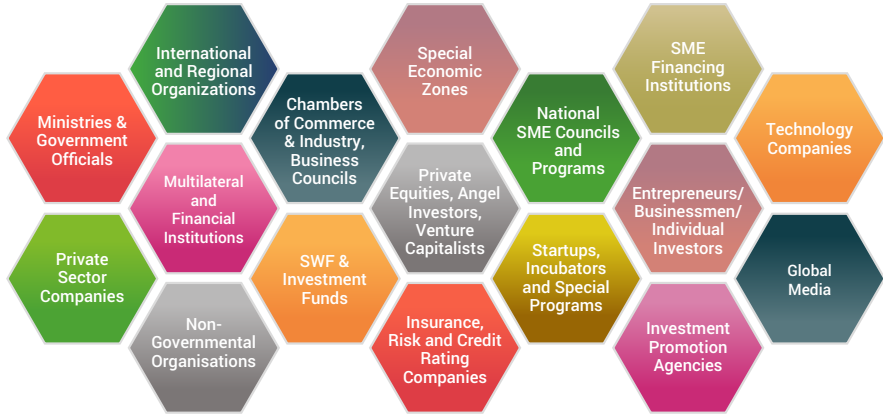 International
and Regional
Organizations
Special
Economic
Zones
SME
Financing
Institutions
Ministries &
Government
Officials
Chambers
of Commerce
& Industry,
Business
Councils
National
SME Councils
and
Programs
Technology
Companies
Multilateral
and
Financial
Institutions
Private
Equities, Angel
Investors,
Venture
Capitalists
Entrepreneurs/
Businessmen/
Individual
Investors
Private
Sector
Companies
SWF &
Investment
Funds
Startups,
Incubators
and Special
Programs
Global
Media
Non-
Governmental
Organisations
Insurance,
Risk and Credit
Rating
Companies
Investment
Promotion
Agencies